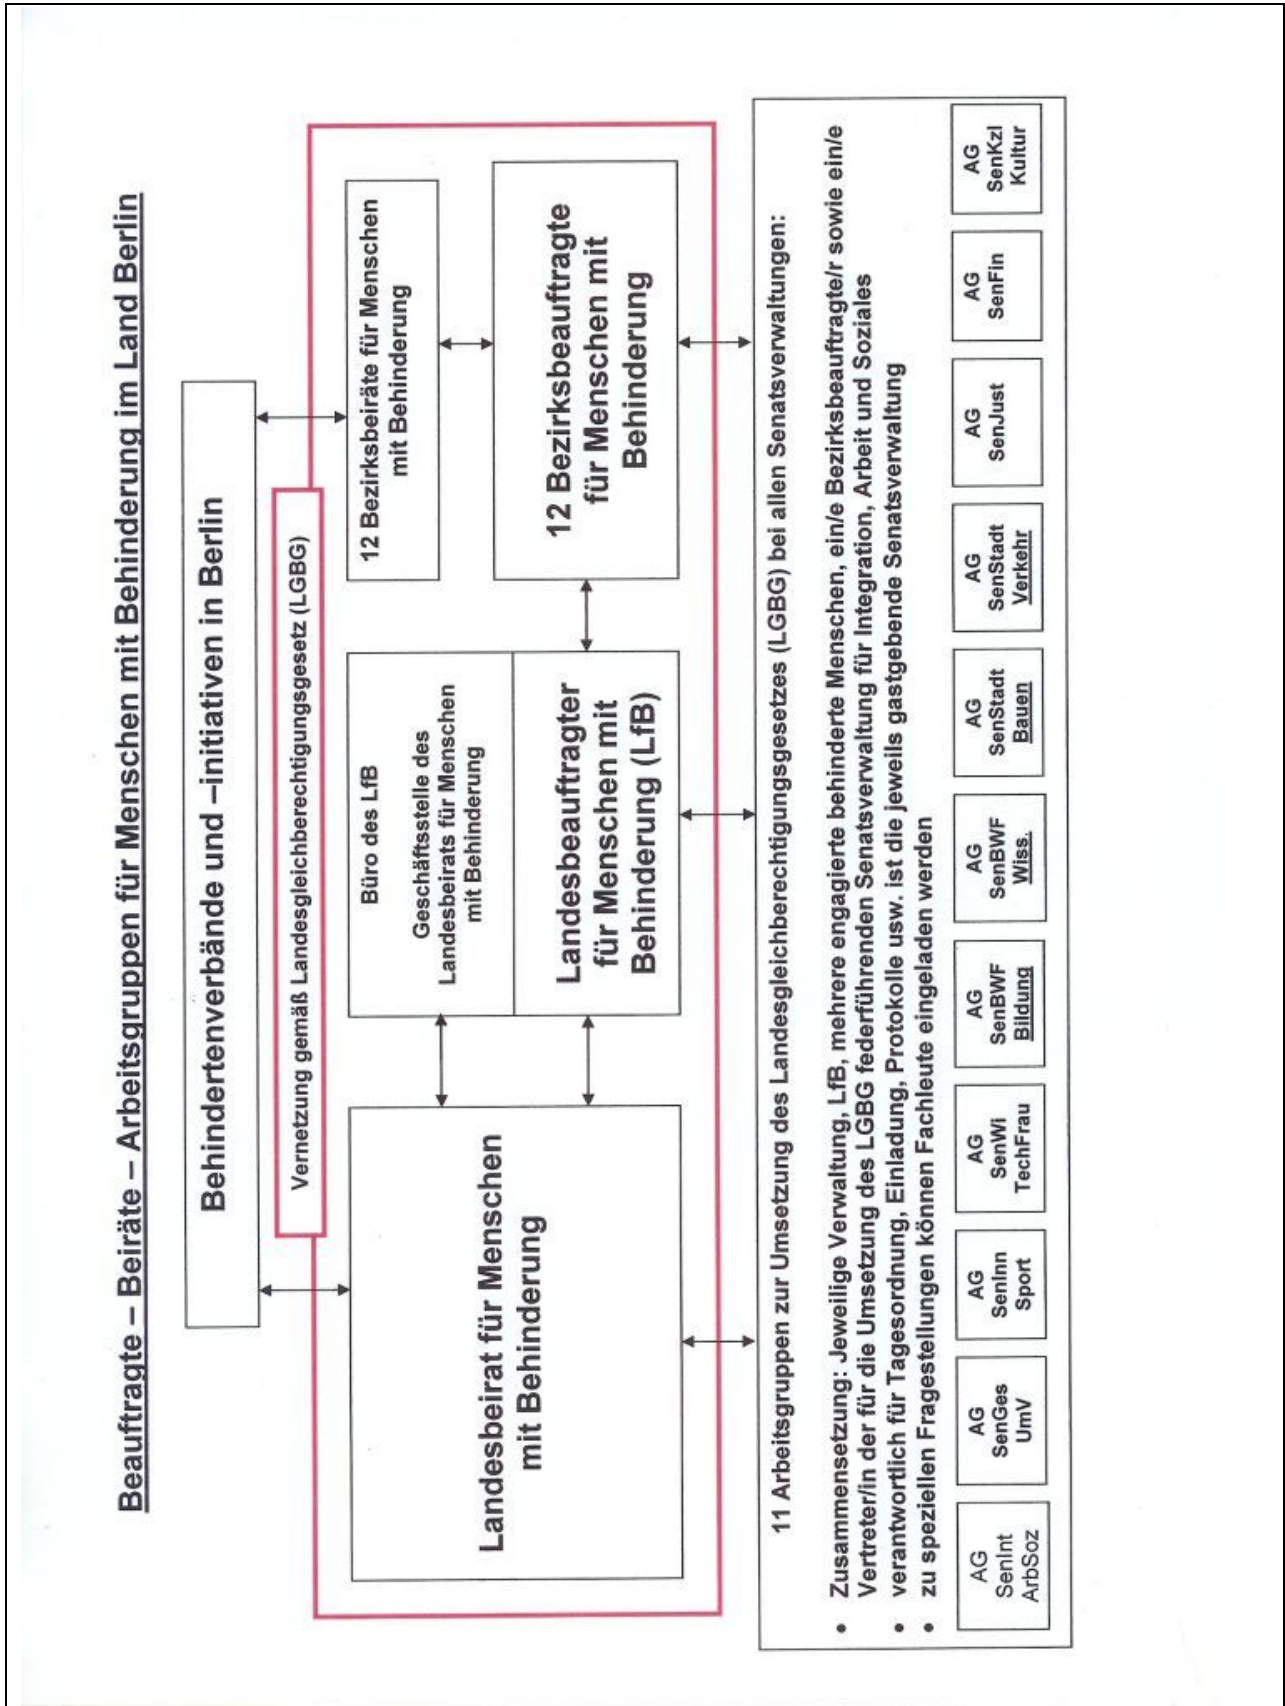 Beauftragte – Beiräte – Arbeitsgruppen für Menschen mit Behinderung im Land Berlin
Behindertenverbände und –initiativen in Berlin
Vernetzung gemäß Landesgleichberechtigungsgesetz (LGBG)
Landesbeirat für Menschen
mit Behinderung
Büro des LfB
Geschäftsstelle des
Landesbeirats für Menschen
mit Behinderung
Landesbeauftragter
für Menschen mit
Behinderung (LfB)
12 Bezirksbeiräte für Menschen
mit Behinderung
12 Bezirksbeauftragte
für Menschen mit
Behinderung
11 Arbeitsgruppen zur Umsetzung des Landesgleichberechtigungsgesetzes (LGBG) bei allen Senatsverwaltungen:
• Zusammensetzung: Jeweilige Verwaltung, LfB, mehrere engagierte behinderte Menschen, ein/e Bezirksbeauftragte/r sowie ein/e
Vertreter/in der für die Umsetzung des LGBG federführenden Senatsverwaltung für Integration, Arbeit und Soziales
• verantwortlich für Tagesordnung, Einladung, Protokolle usw. ist die jeweils gastgebende Senatsverwaltung
• zu speziellen Fragestellungen können Fachleute eingeladen werden
AG
SenInt
ArbSoz
AG
SenGes
UmV
AG
SenInn
Sport
AG
SenWi
TechFrau
AG
SenBWF
Bildung
AG
SenBWF
Wiss.
AG
SenStadt
Bauen
AG
SenStadt
Verkehr
AG
SenJust
AG
SenFin
AG
SenKzl
Kultur